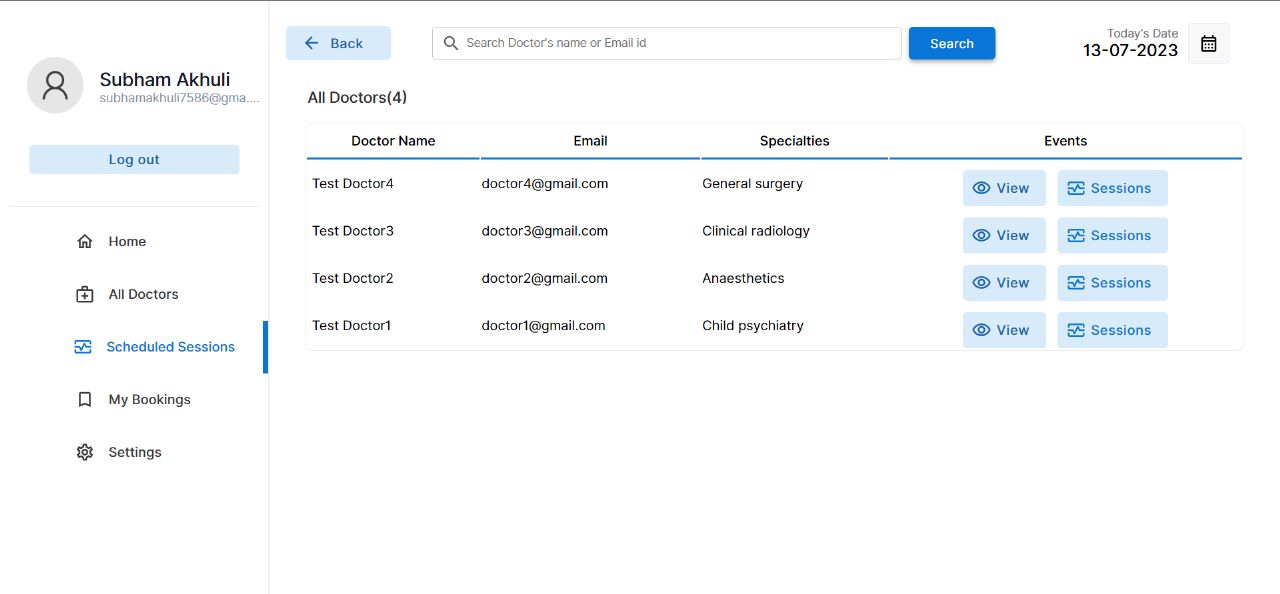 Subham Akhuli
subhamakhuli7586@gma....
Log out
Home
All Doctors
Scheduled Sessions
My Bookings
Settings
Back
Search Doctor's name or Email id
Search
Today's Date
13-07-2023
All Doctors(4)
Doctor Name Email Specialties Events
Test Doctor4 doctor4@gmail.com General surgery View Sessions
Test Doctor3 doctor3@gmail.com Clinical radiology View Sessions
Test Doctor2 doctor2@gmail.com Anaesthetics View Sessions
Test Doctor1 doctor1@gmail.com Child psychiatry View Sessions